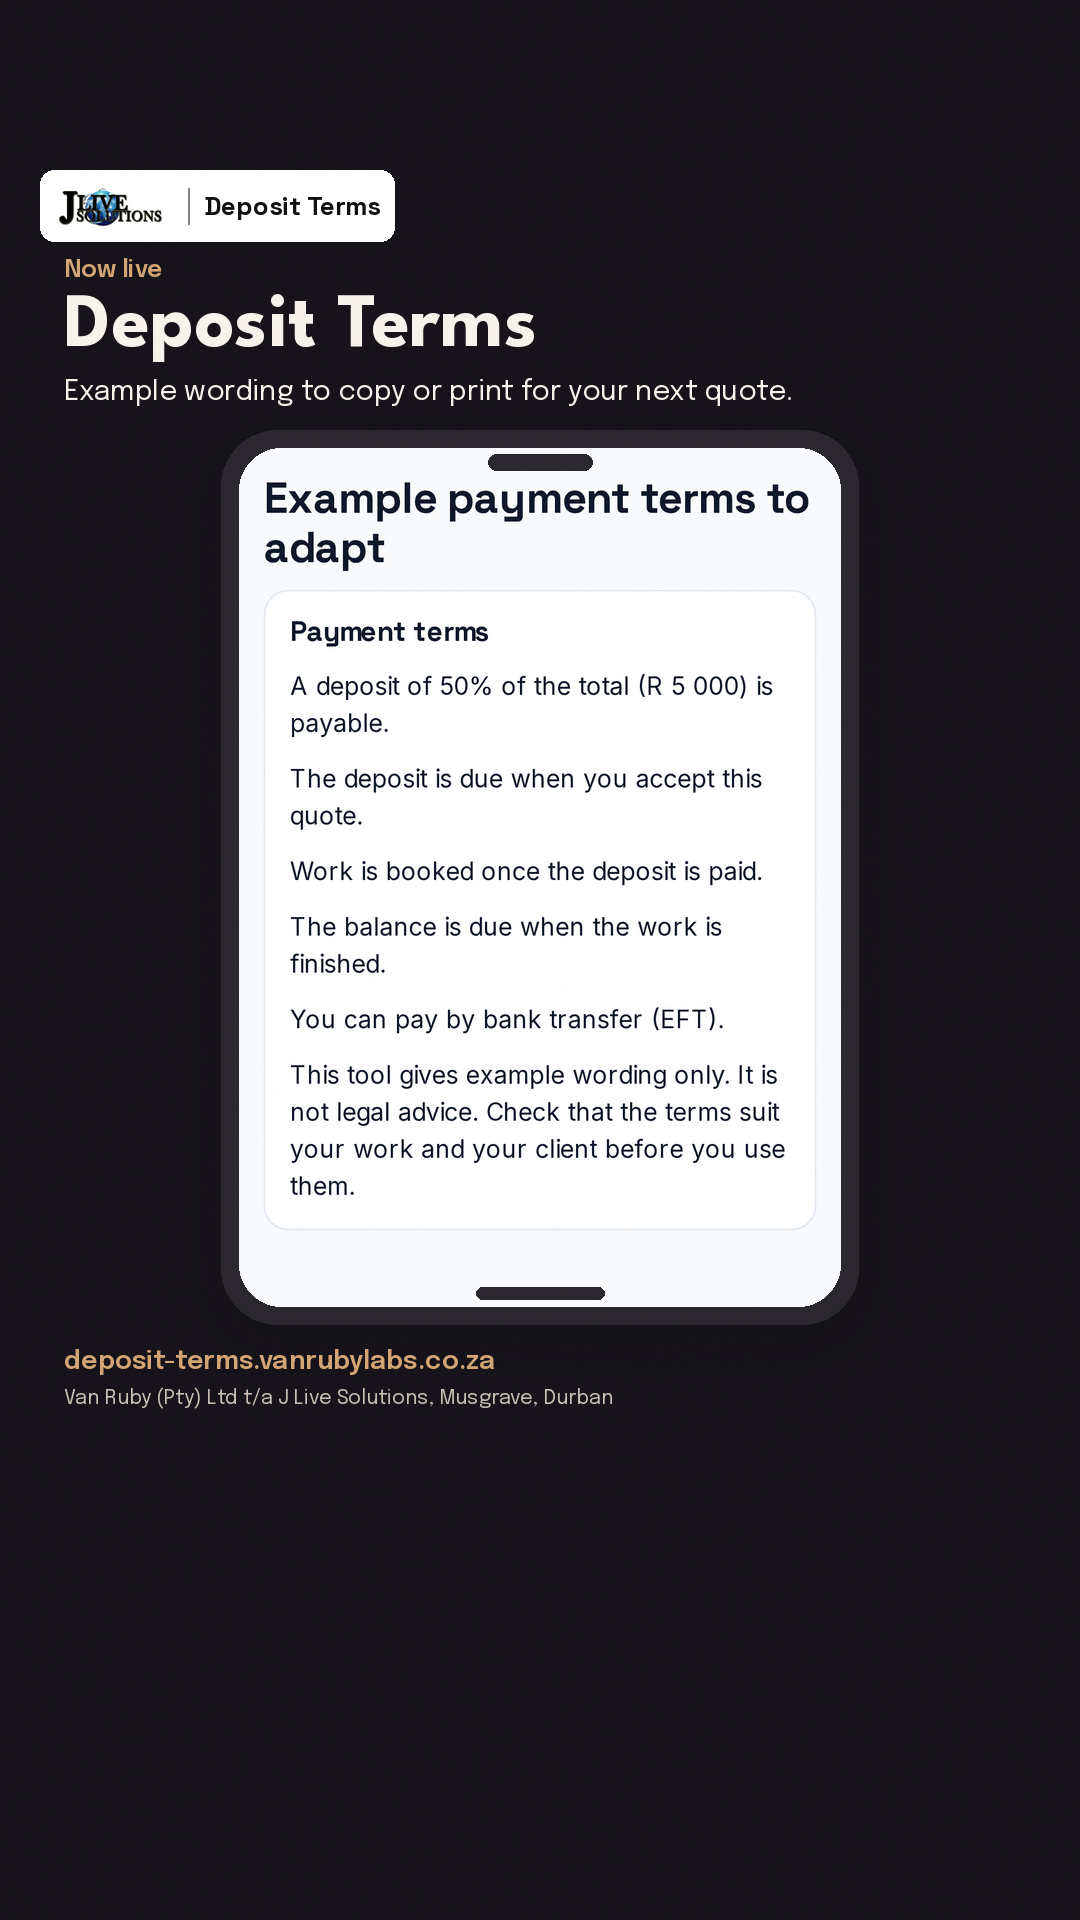 J LIVE
SOLUTIONS
Deposit Terms
Now live
Deposit Terms
Example wording to copy or print for your next quote.
Example payment terms to
adapt
Payment terms
A deposit of 50% of the total (R 5 000) is
payable.
The deposit is due when you accept this
quote.
Work is booked once the deposit is paid.
The balance is due when the work is
finished.
You can pay by bank transfer (EFT).
This tool gives example wording only. It is
not legal advice. Check that the terms suit
your work and your client before you use
them.
deposit-terms.vanrubylabs.co.za
Van Ruby (Pty) Ltd t/a J Live Solutions, Musgrave, Durban